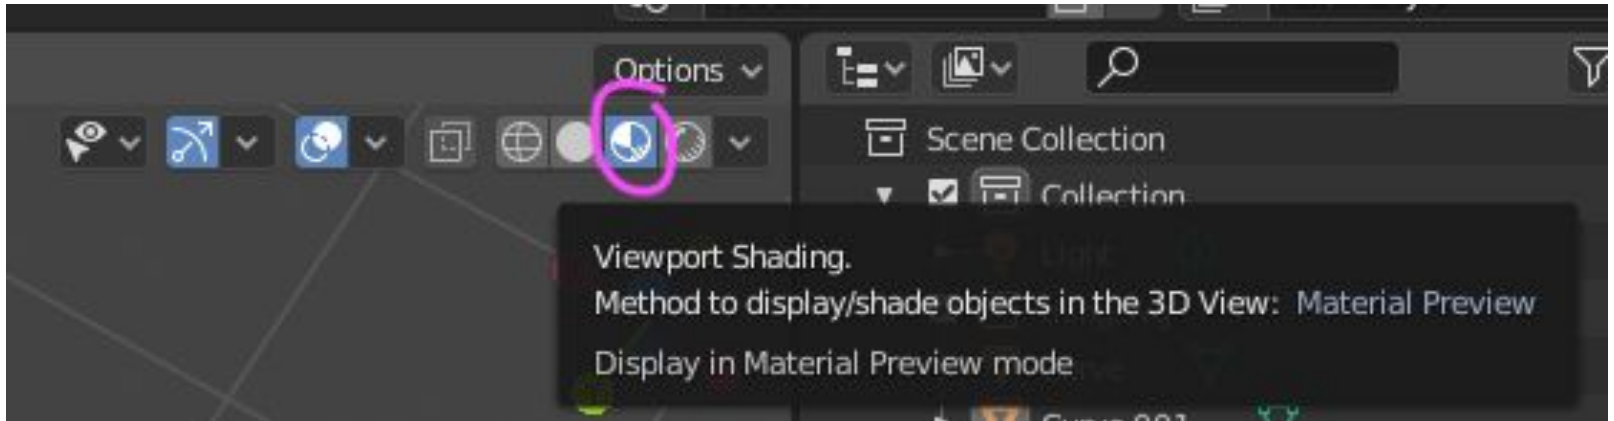 Options
Scene Collection
Collection
Viewport Shading.
Method to display/shade objects in the 3D View: Material Preview
Light
Display in Material Preview mode